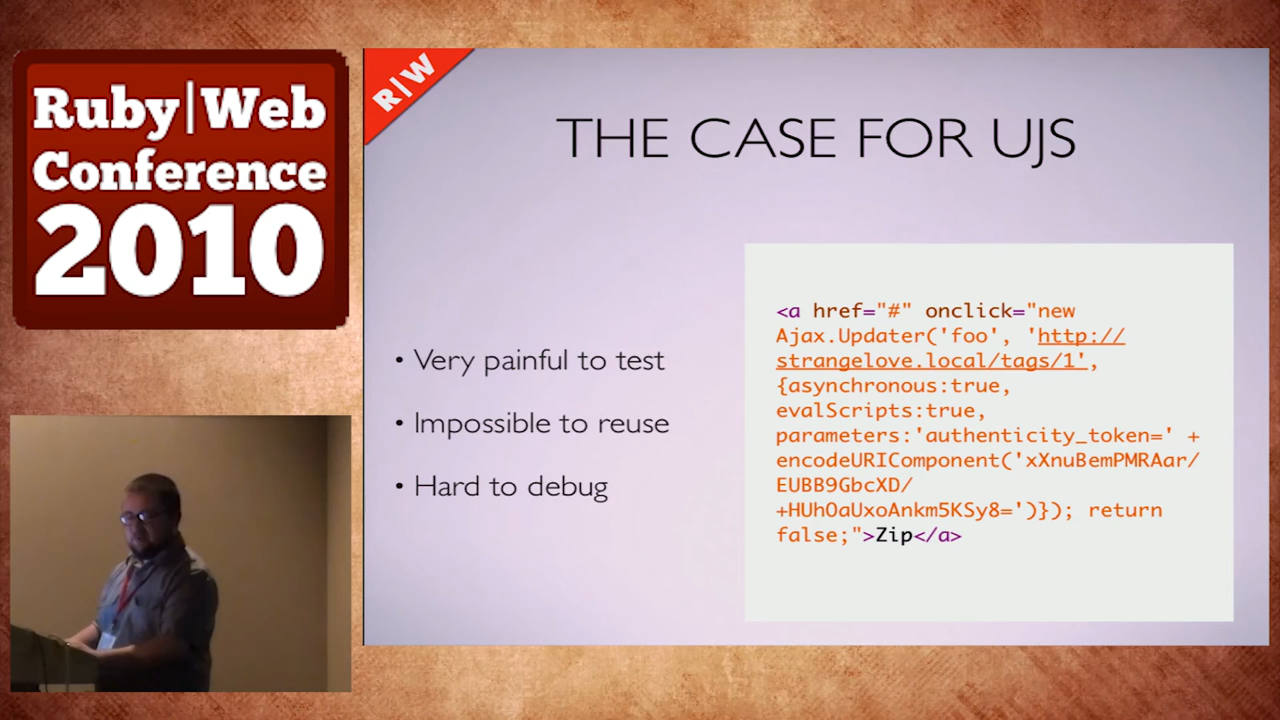 Ruby|Web
Conference
2010
R|W
THE CASE FOR UJS
• Very painful to test
• Impossible to reuse
• Hard to debug
<a href="#" onclick="new
Ajax.Updater('foo', 'http://
strangelove.local/tags/1',
{asynchronous:true,
evalScripts:true,
parameters:'authenticity_token=' +
encodeURIComponent('xXnuBemPMRAar/
EUBB9GbcXD/
+HUhOaUxoAnkm5KSy8=')}); return
false;">Zip</a>